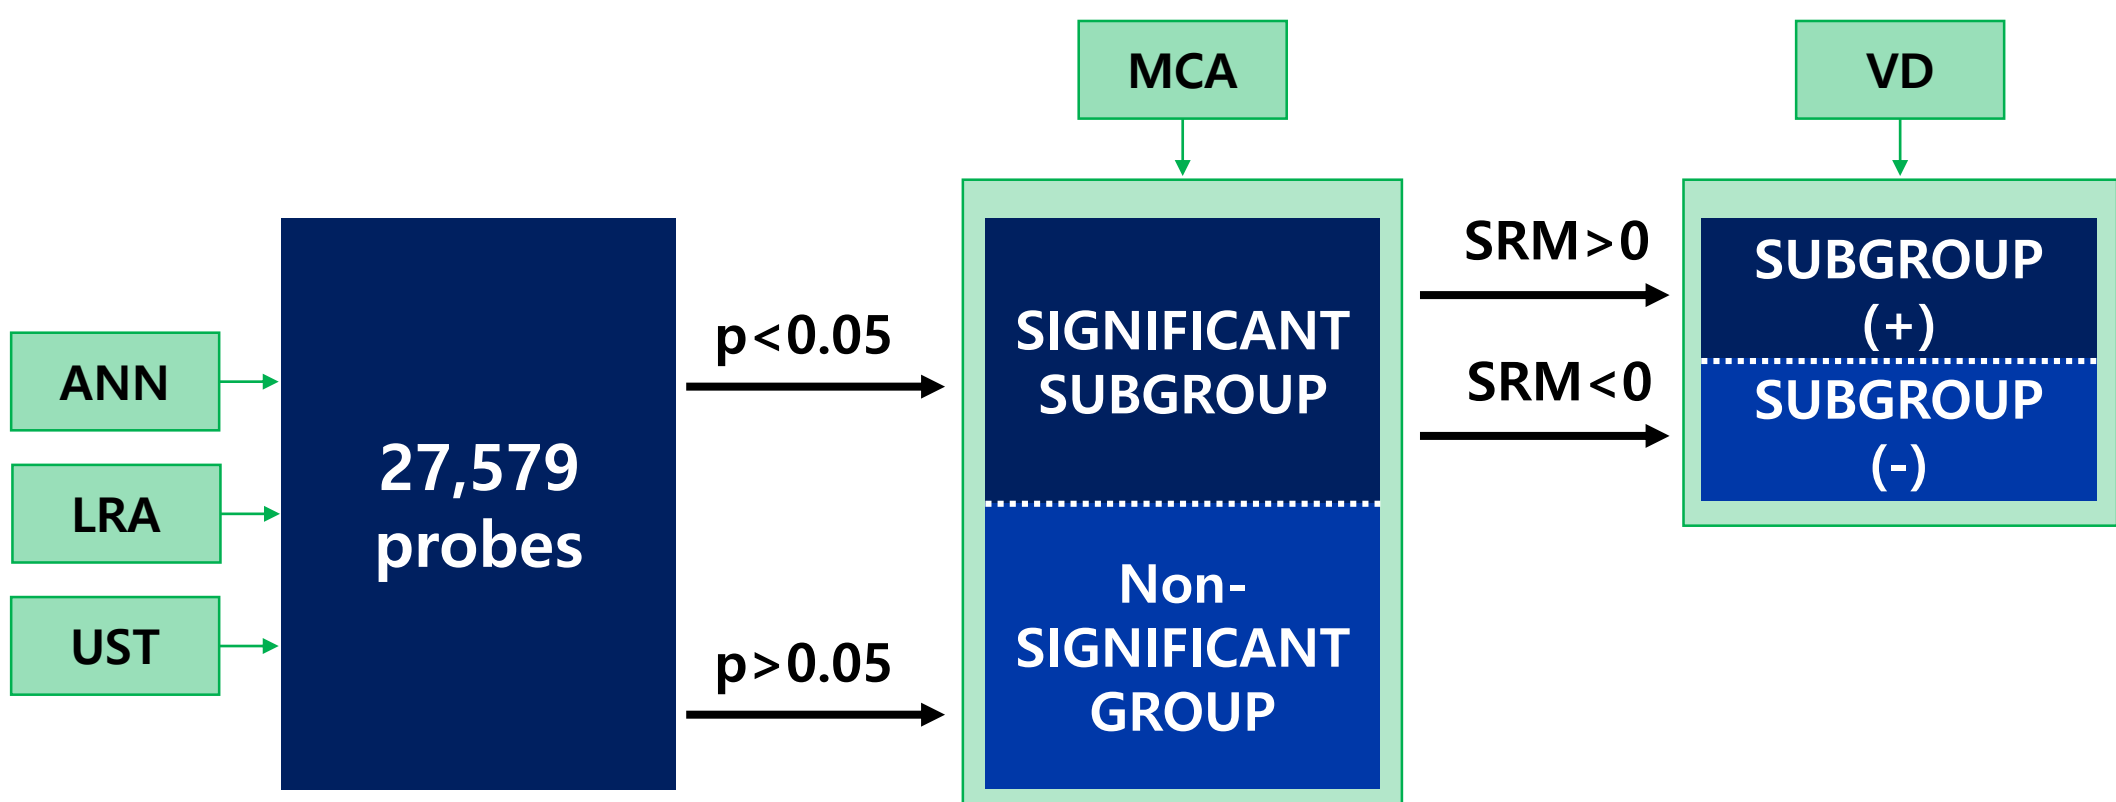 MCA
VD
ANN
LRA
UST
27,579
probes
p<0.05
p>0.05
SIGNIFICANT
SUBGROUP
Non-
SIGNIFICANT
GROUP
SRM>0
SRM<0
SUBGROUP
(+)
SUBGROUP
(-)